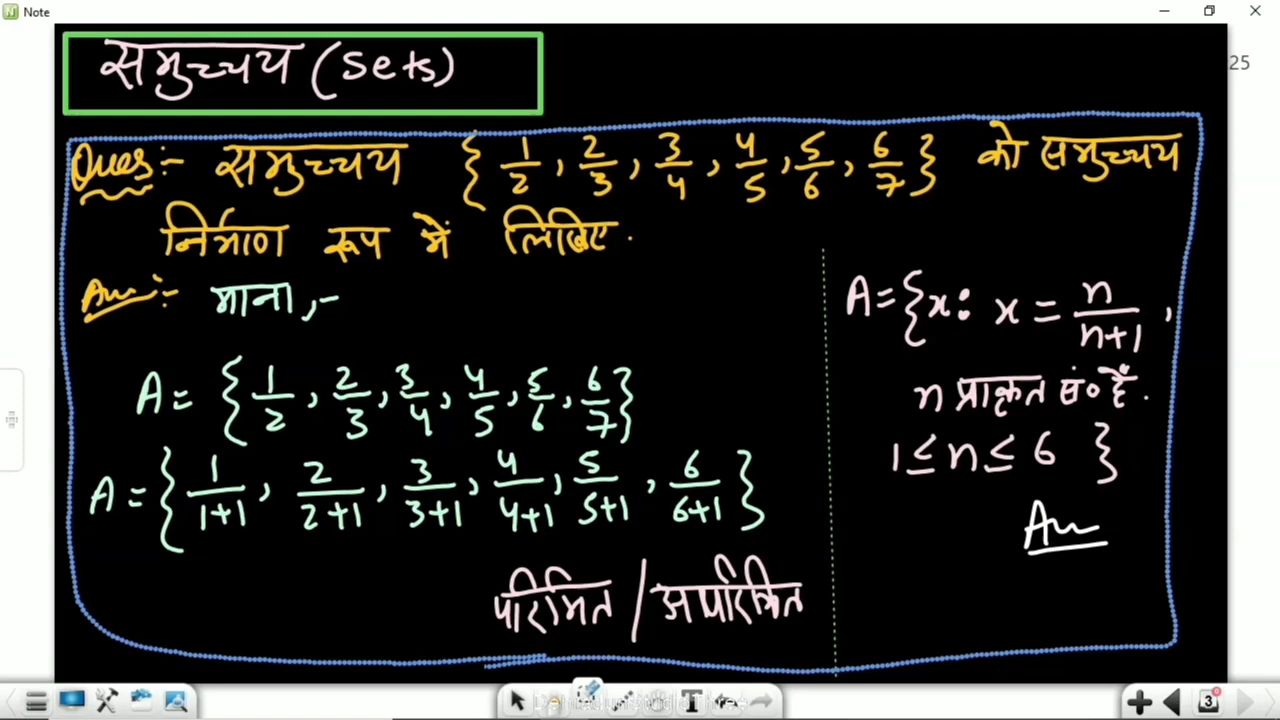 Note
25
समुच्चय (Sets)
Ques:- समुच्चय {1/2, 2/3, 3/4, 4/5, 5/6, 6/7} को समुच्चय
निर्माण रूप में लिखिए.
Ans:- माना,-
A = {1/2, 2/3, 3/4, 4/5, 5/6, 6/7}
A = {1/1+1, 2/2+1, 3/3+1, 4/4+1, 5/5+1, 6/6+1}
परिमित / अपरिमित
A = {x: x = n/n+1,
n प्राकृत सं० है.
1 ≤ n ≤ 6 }
Ans
3